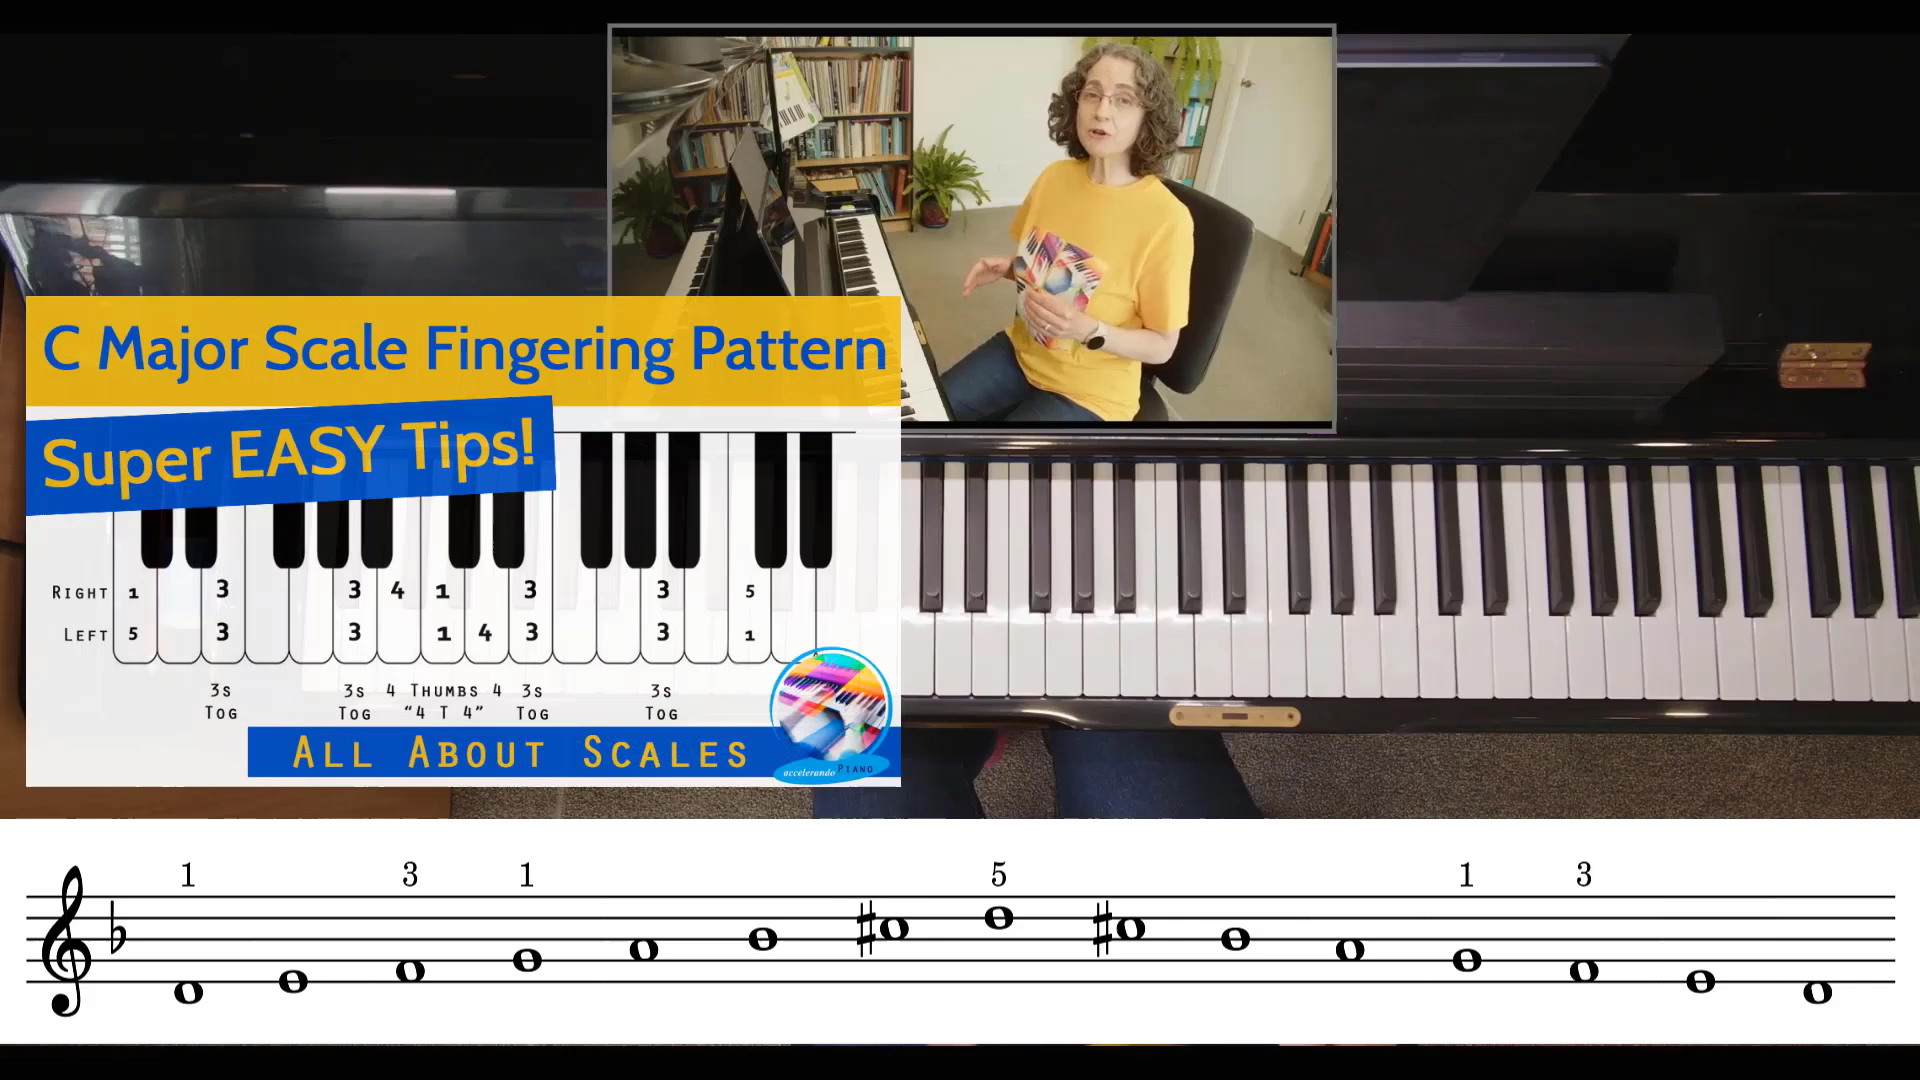 C Major Scale Fingering Pattern
Super EASY Tips!
RIGHT 1 3 3 4 1 3 3 5
LEFT 5 3 3 1 4 3 3 1
3s 3s 4 THUMBS 4 3s 3s
TOG TOG "4 T 4" TOG TOG
ALL ABOUT SCALES
accelerando PIANO
1 3 1 5 1 3